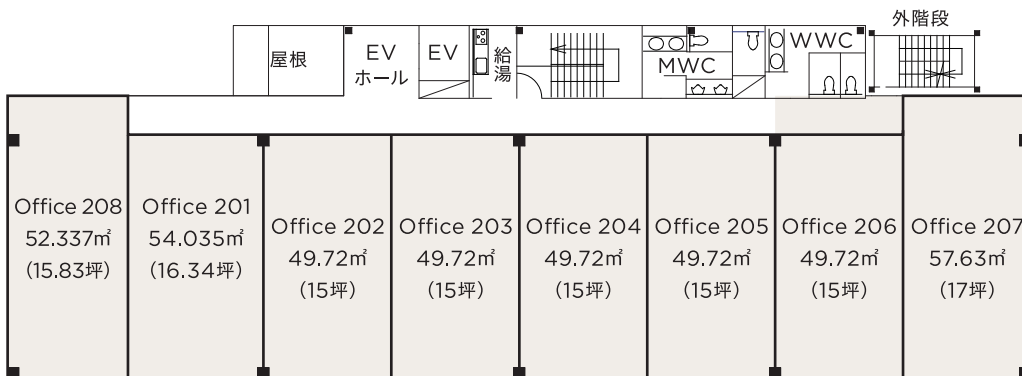 外階段
屋根
EV
ホール
EV
給湯
MWC
WWC
Office 208
52.337㎡
(15.83坪)
Office 201
54.035㎡
(16.34坪)
Office 202
49.72㎡
(15坪)
Office 203
49.72㎡
(15坪)
Office 204
49.72㎡
(15坪)
Office 205
49.72㎡
(15坪)
Office 206
49.72㎡
(15坪)
Office 207
57.63㎡
(17坪)